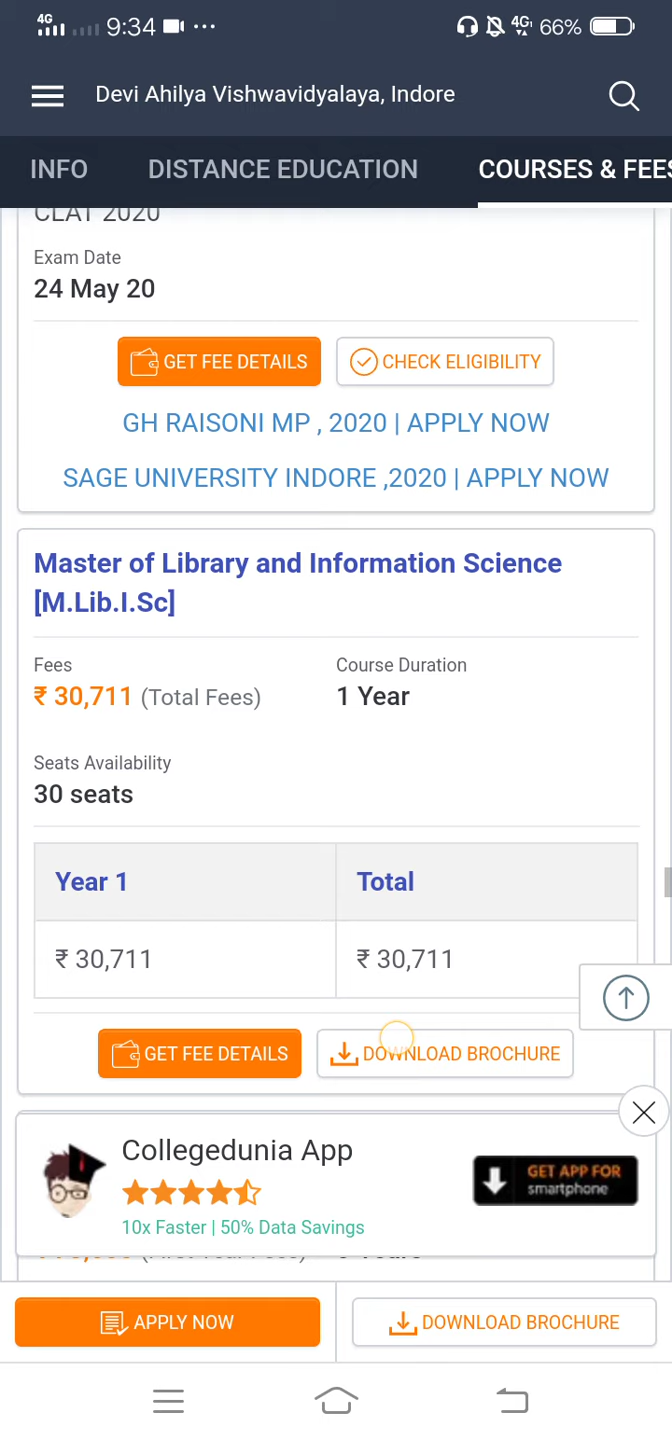 4G 9:34 ··· 4G 66%
Devi Ahilya Vishwavidyalaya, Indore
INFO DISTANCE EDUCATION COURSES & FEES
CLAT 2020
Exam Date
24 May 20
GET FEE DETAILS CHECK ELIGIBILITY
GH RAISONI MP , 2020 | APPLY NOW
SAGE UNIVERSITY INDORE ,2020 | APPLY NOW
Master of Library and Information Science
[M.Lib.I.Sc]
Fees Course Duration
₹ 30,711 (Total Fees) 1 Year
Seats Availability
30 seats
Year 1 Total
₹ 30,711 ₹ 30,711
GET FEE DETAILS DOWNLOAD BROCHURE
Collegedunia App
GET APP FOR
smartphone
10x Faster | 50% Data Savings
APPLY NOW DOWNLOAD BROCHURE